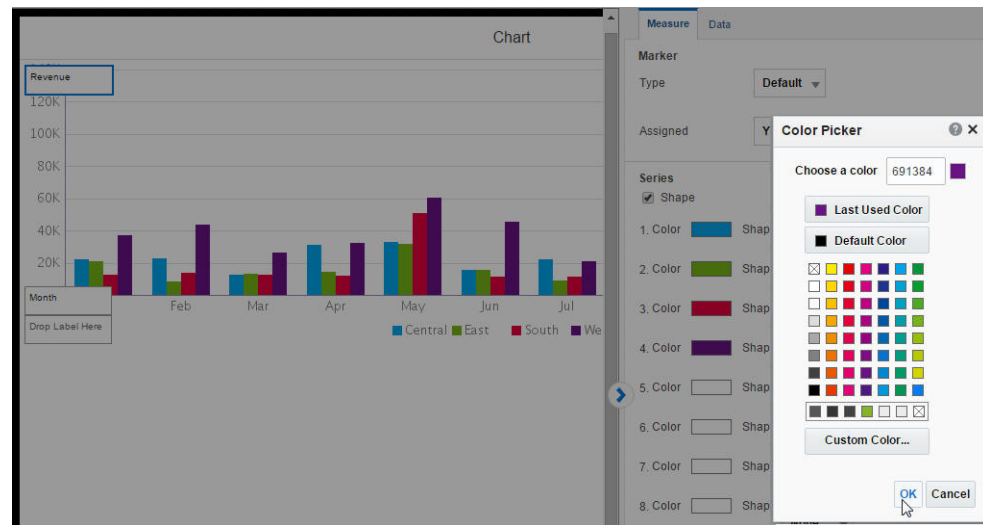 Chart
Revenue
120K
100K
80K
60K
40K
20K
Month
Feb Mar Apr May Jun Jul
Drop Label Here
Central East South We
Measure Data
Marker
Type Default
Assigned Y
Series
Shape
1. Color Shap
2. Color Shap
3. Color Shap
4. Color Shap
5. Color Shap
6. Color Shap
7. Color Shap
8. Color Shap
Color Picker
Choose a color 691384
Last Used Color
Default Color
Custom Color...
OK Cancel